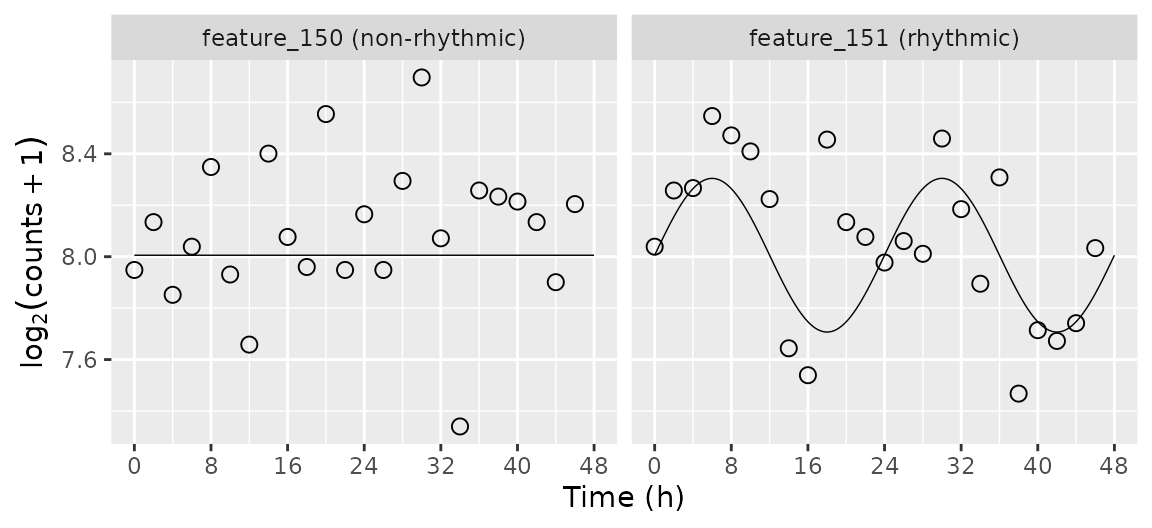 feature_150 (non-rhythmic)
feature_151 (rhythmic)
log₂(counts + 1)
8.4
8.0
7.6
0 8 16 24 32 40 48
0 8 16 24 32 40 48
Time (h)